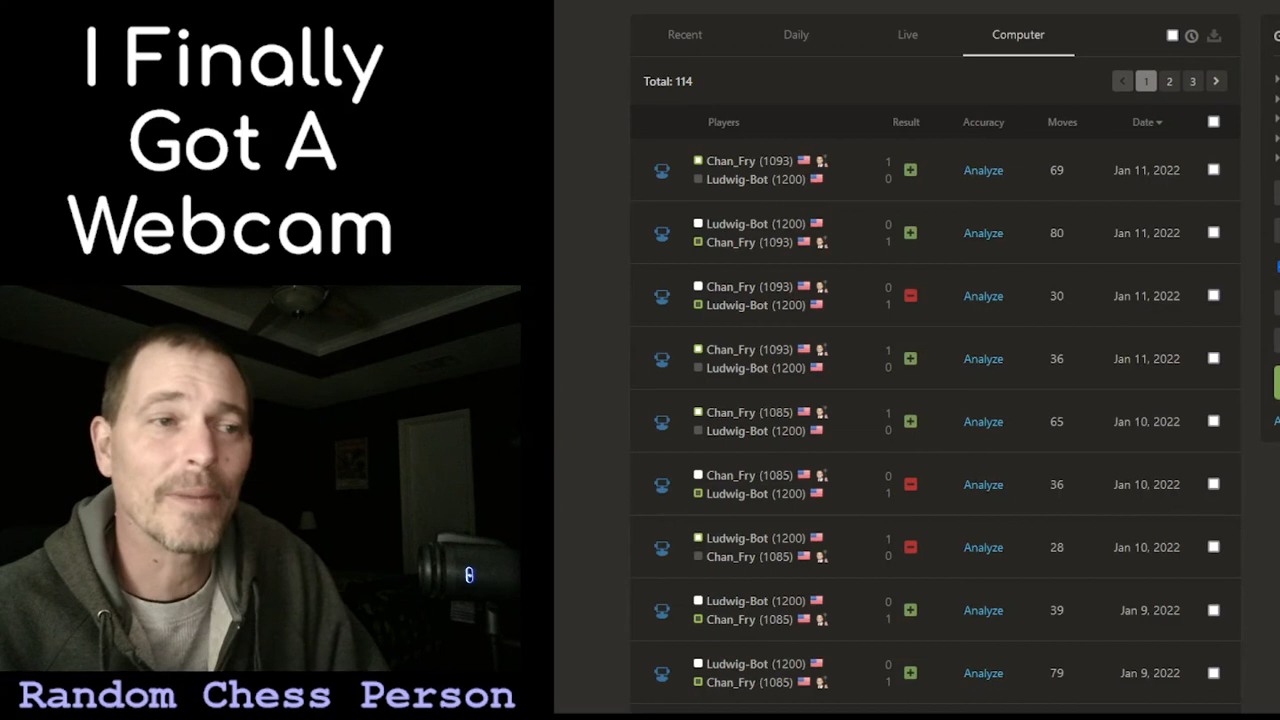 I Finally
Got A
Webcam
Random Chess Person
Recent Daily Live Computer
Total: 114
1 2 3
Players Result Accuracy Moves Date
Chan_Fry (1093) 1
Ludwig-Bot (1200) 0
Analyze 69 Jan 11, 2022
Ludwig-Bot (1200) 0
Chan_Fry (1093) 1
Analyze 80 Jan 11, 2022
Chan_Fry (1093) 0
Ludwig-Bot (1200) 1
Analyze 30 Jan 11, 2022
Chan_Fry (1093) 1
Ludwig-Bot (1200) 0
Analyze 36 Jan 11, 2022
Chan_Fry (1085) 1
Ludwig-Bot (1200) 0
Analyze 65 Jan 10, 2022
Chan_Fry (1085) 0
Ludwig-Bot (1200) 1
Analyze 36 Jan 10, 2022
Ludwig-Bot (1200) 1
Chan_Fry (1085) 0
Analyze 28 Jan 10, 2022
Ludwig-Bot (1200) 0
Chan_Fry (1085) 1
Analyze 39 Jan 9, 2022
Ludwig-Bot (1200) 0
Chan_Fry (1085) 1
Analyze 79 Jan 9, 2022